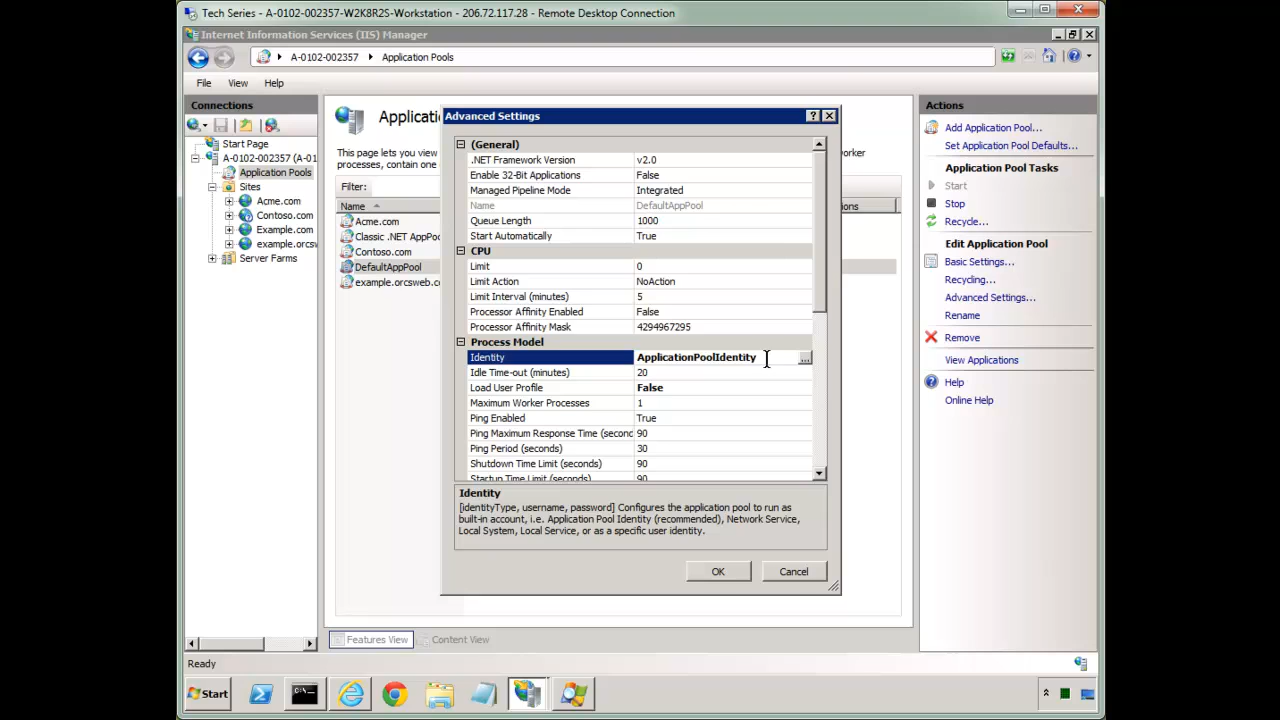 Tech Series - A-0102-002357-W2K8R2S-Workstation - 206.72.117.28 - Remote Desktop Connection
Internet Information Services (IIS) Manager
A-0102-002357
Application Pools
File View Help
Connections
Start Page
A-0102-002357 (A-01
Application Pools
Sites
Acme.com
Contoso.com
Example.com
example.orcsw
Server Farms
Applicatio
This page lets you view
processes, contain one
orker
Filter:
Name
ions
Acme.com
Classic .NET AppPoo
Contoso.com
DefaultAppPool
example.orcsweb.c
Advanced Settings
(General)
.NET Framework Version v2.0
Enable 32-Bit Applications False
Managed Pipeline Mode Integrated
Name DefaultAppPool
Queue Length 1000
Start Automatically True
CPU
Limit 0
Limit Action NoAction
Limit Interval (minutes) 5
Processor Affinity Enabled False
Processor Affinity Mask 4294967295
Process Model
Identity ApplicationPoolIdentity ...
Idle Time-out (minutes) 20
Load User Profile False
Maximum Worker Processes 1
Ping Enabled True
Ping Maximum Response Time (second 90
Ping Period (seconds) 30
Shutdown Time Limit (seconds) 90
Startup Time Limit (seconds) 90
Identity
[identityType, username, password] Configures the application pool to run as
built-in account, i.e. Application Pool Identity (recommended), Network Service,
Local System, Local Service, or as a specific user identity.
OK
Cancel
Actions
Add Application Pool...
Set Application Pool Defaults...
Application Pool Tasks
Start
Stop
Recycle...
Edit Application Pool
Basic Settings...
Recycling...
Advanced Settings...
Rename
Remove
View Applications
Help
Online Help
Features View
Content View
Ready
Start